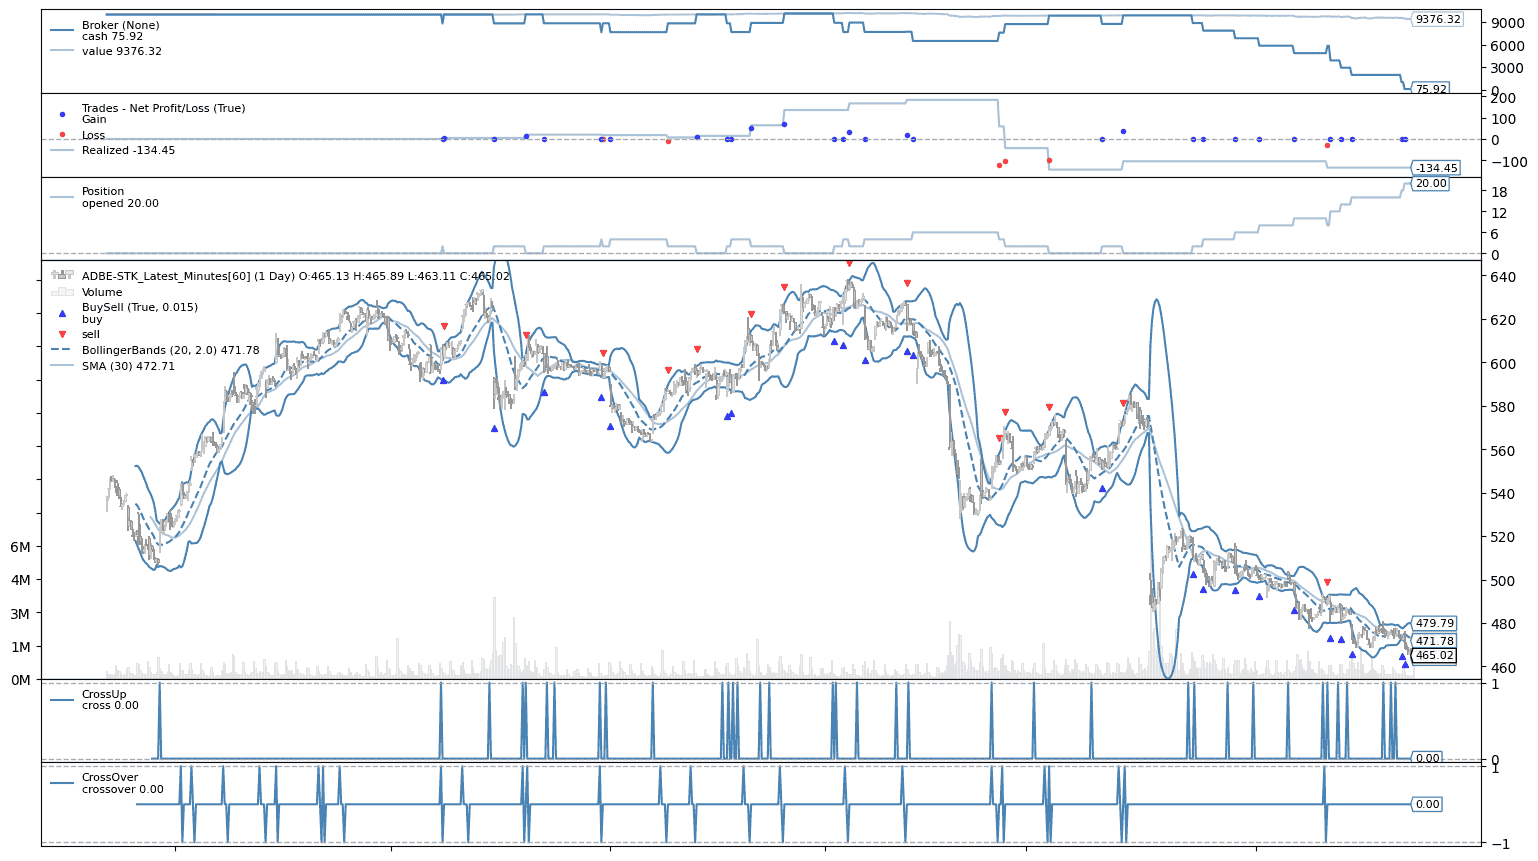 Broker (None)
cash 75.92
value 9376.32
9376.32
75.92
9000
6000
3000
0
Trades - Net Profit/Loss (True)
Gain
Loss
Realized -134.45
-134.45
200
100
0
−100
Position
opened 20.00
20.00
18
12
6
0
ADBE-STK_Latest_Minutes[60] (1 Day) O:465.13 H:465.89 L:463.11 C:465.02
Volume
BuySell (True, 0.015)
buy
sell
BollingerBands (20, 2.0) 471.78
SMA (30) 472.71
6M
4M
3M
1M
0M
640
620
600
580
560
540
520
500
480
460
479.79
471.78
465.02
CrossUp
cross 0.00
0.00
1
0
CrossOver
crossover 0.00
0.00
1
−1